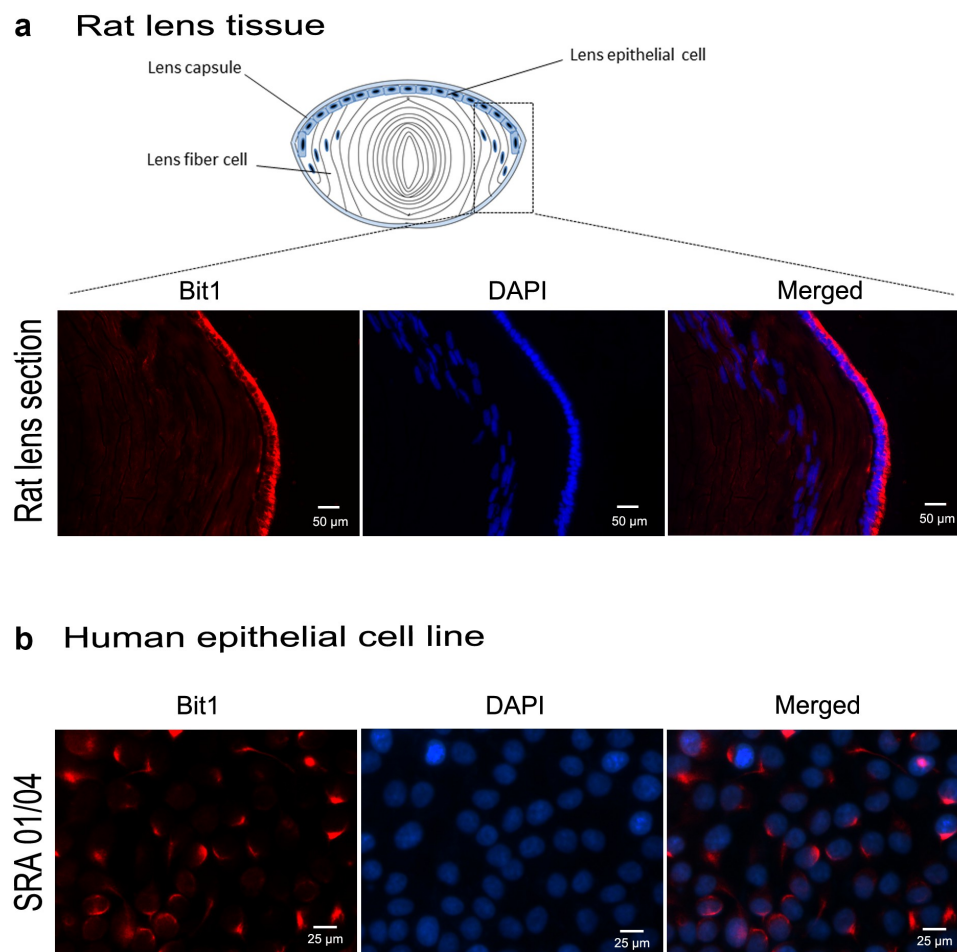 a Rat lens tissue
Lens capsule
Lens epithelial cell
Lens fiber cell
Bit1 DAPI Merged
Rat lens section
50 µm 50 µm 50 µm
b Human epithelial cell line
Bit1 DAPI Merged
SRA 01/04
25 µm 25 µm 25 µm